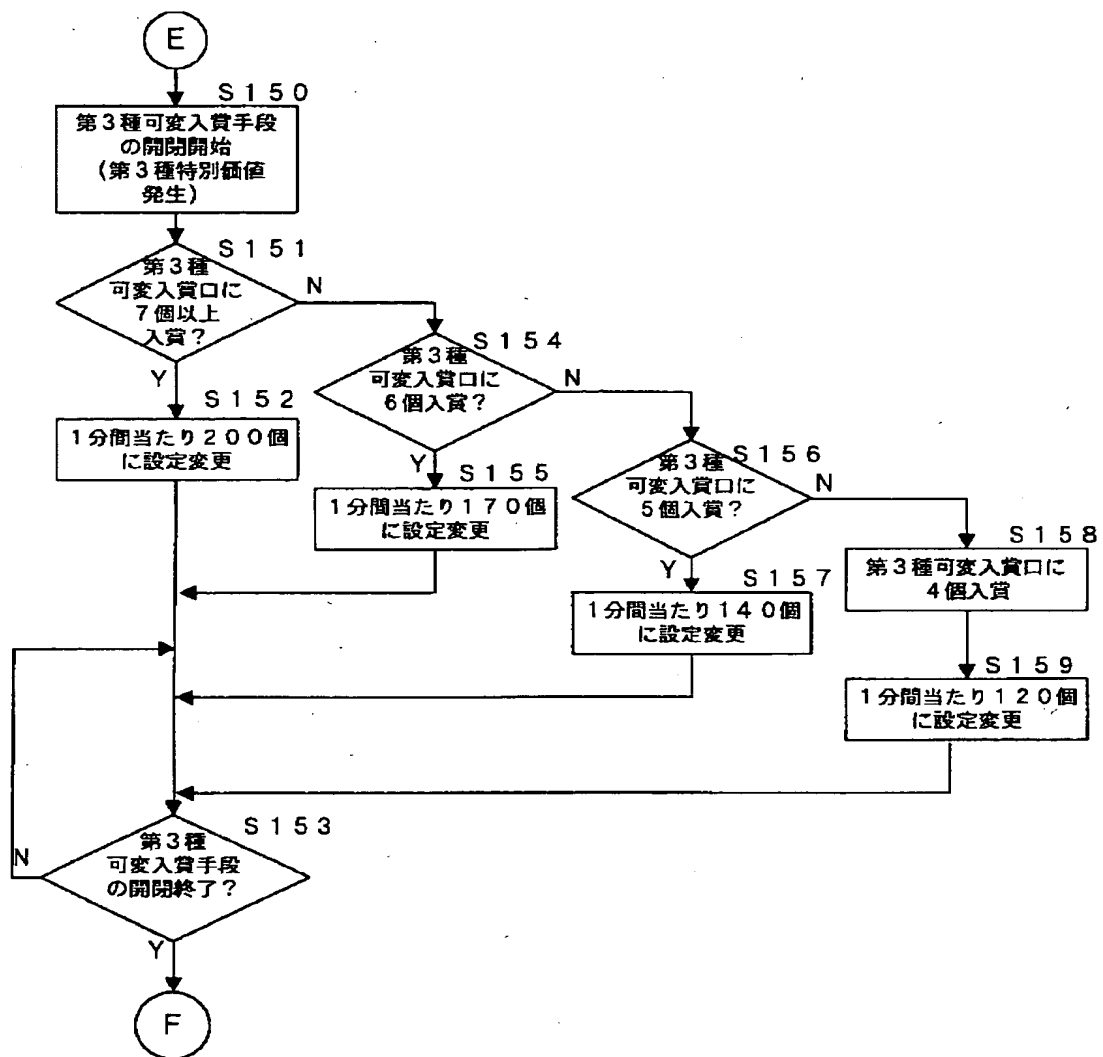 E
S150
第3種可変入賞手段
の開閉開始
(第3種特別価値
発生)
S151
第3種
可変入賞口に
7個以上
入賞?
N
Y
S154
第3種
可変入賞口に
6個入賞?
N
Y
S152
1分間当たり200個
に設定変更
S155
1分間当たり170個
に設定変更
S156
第3種
可変入賞口に
5個入賞?
N
Y
S157
1分間当たり140個
に設定変更
S158
第3種可変入賞口に
4個入賞
S159
1分間当たり120個
に設定変更
S153
第3種
可変入賞手段
の開閉終了?
N
Y
F